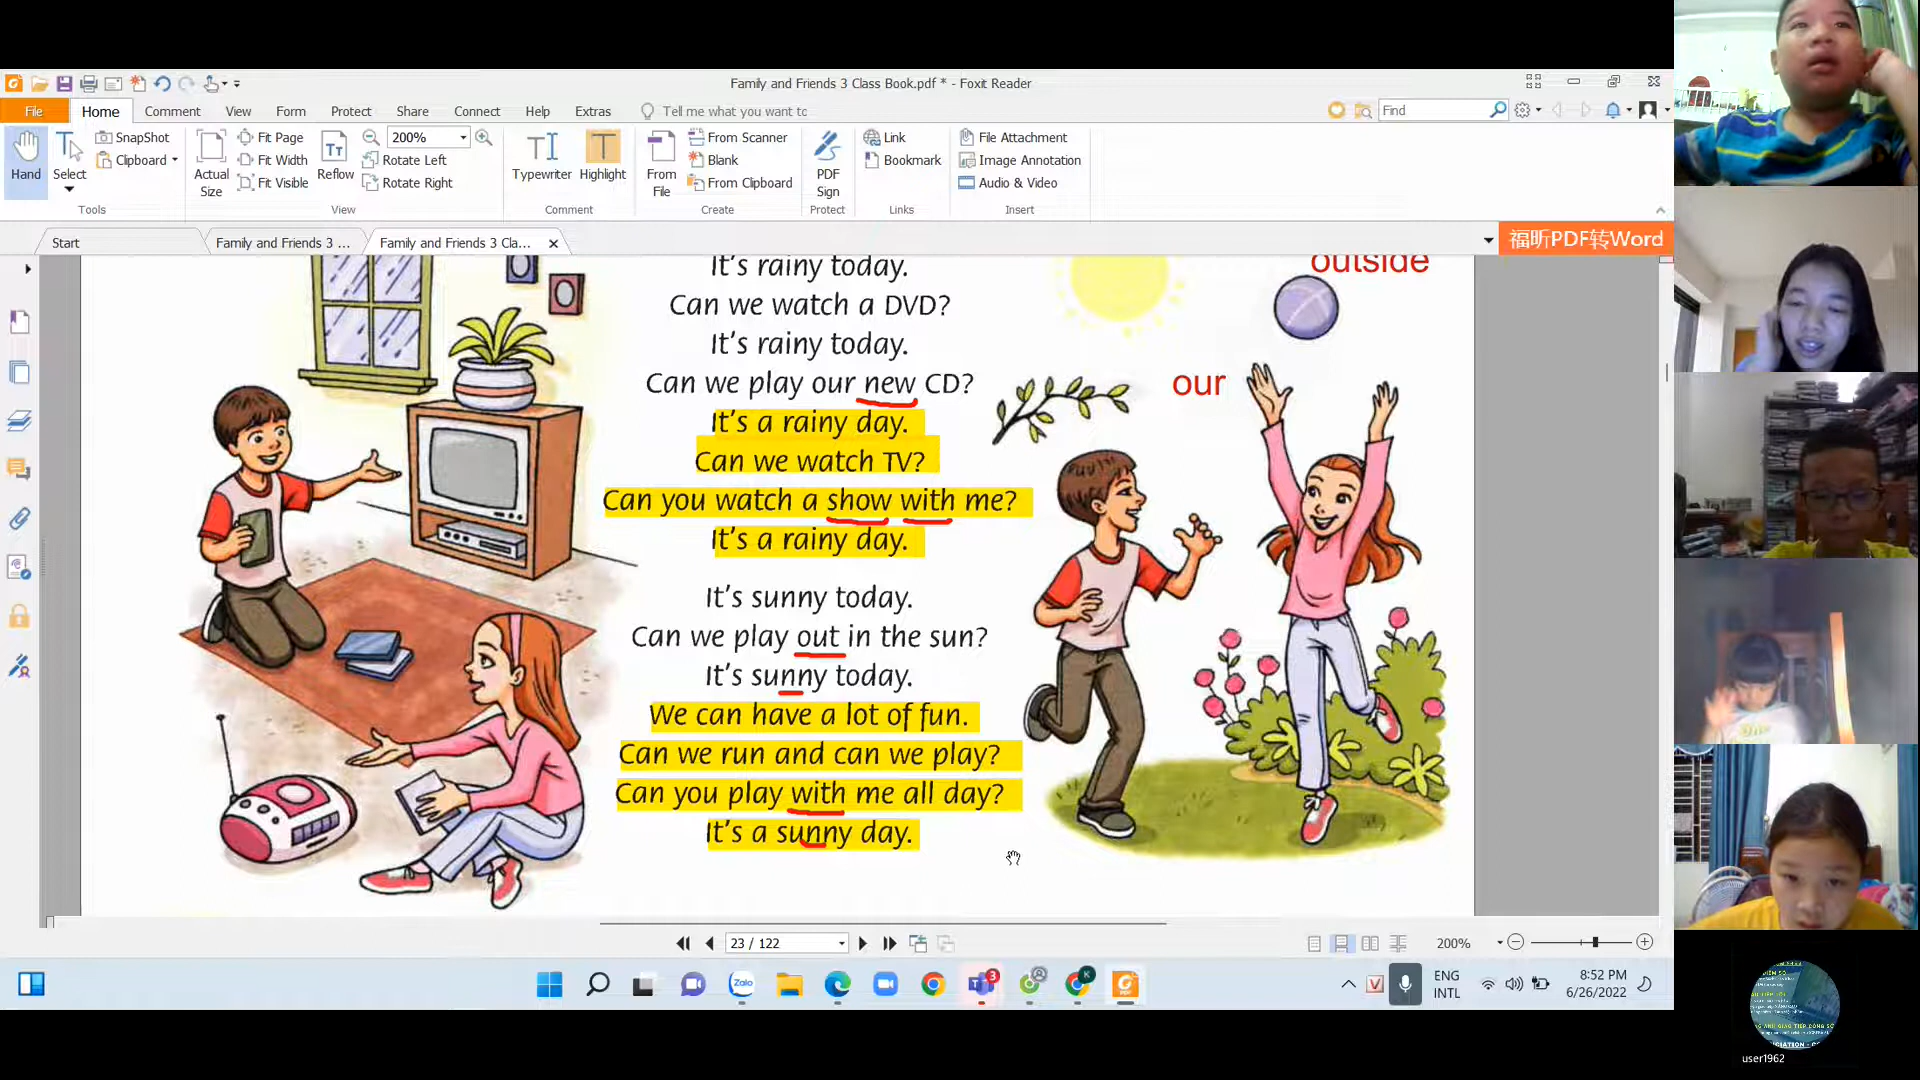 Family and Friends 3 Class Book.pdf * - Foxit Reader
File Home Comment View Form Protect Share Connect Help Extras Tell me what you want to Find
Hand
Select
SnapShot
Clipboard
Tools
Actual Size
Fit Page
Fit Width
Fit Visible
Reflow
200%
Rotate Left
Rotate Right
View
Typewriter
Highlight
Comment
From File
From Scanner
Blank
From Clipboard
Create
PDF Sign
Protect
Link
Bookmark
Links
File Attachment
Image Annotation
Audio & Video
Insert
Start
Family and Friends 3 ...
Family and Friends 3 Cla...
福昕PDF转Word
It's rainy today.
Can we watch a DVD?
It's rainy today.
Can we play our new CD?
It's a rainy day.
Can we watch TV?
Can you watch a show with me?
It's a rainy day.
It's sunny today.
Can we play out in the sun?
It's sunny today.
We can have a lot of fun.
Can we run and can we play?
Can you play with me all day?
It's a sunny day.
outside
our
23 / 122
200%
Zalo
3
K
V
ENG
INTL
8:52 PM
6/26/2022
user1962